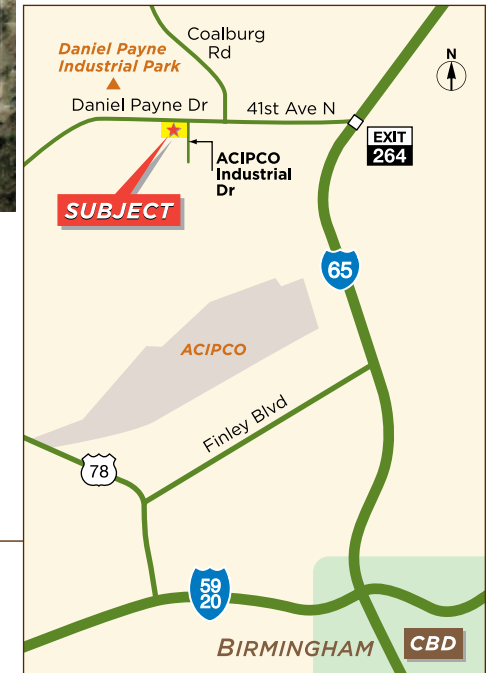 Coalburg
Rd
Daniel Payne
Industrial Park
N
Daniel Payne Dr
41st Ave N
EXIT
264
ACIPCO
Industrial
Dr
SUBJECT
65
ACIPCO
Finley Blvd
78
59
20
BIRMINGHAM
CBD